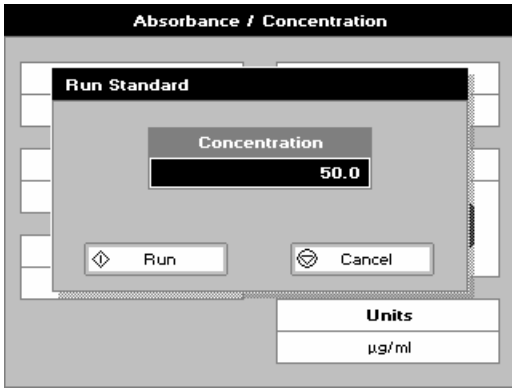 Absorbance / Concentration
Run Standard
Concentration
50.0
Run
Cancel
Units
µg/ml